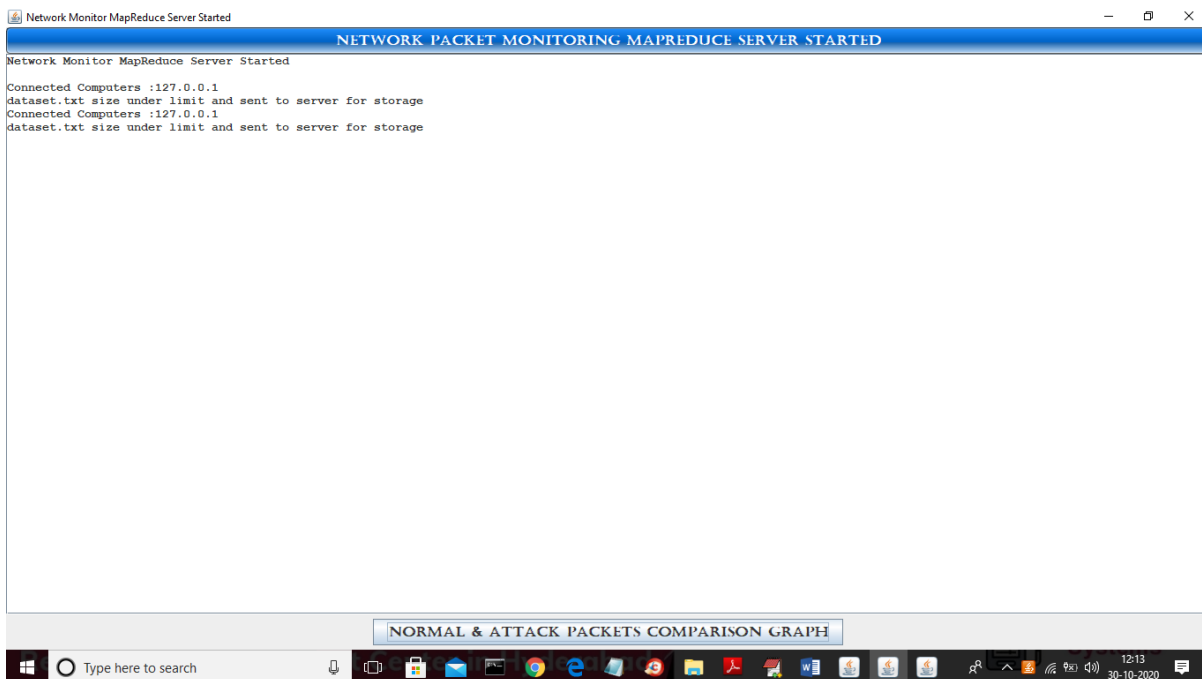 Network Monitor MapReduce Server Started
NETWORK PACKET MONITORING MAPREDUCE SERVER STARTED
Network Monitor MapReduce Server Started
Connected Computers :127.0.0.1
dataset.txt size under limit and sent to server for storage
Connected Computers :127.0.0.1
dataset.txt size under limit and sent to server for storage
NORMAL & ATTACK PACKETS COMPARISON GRAPH
Type here to search
12:13
30-10-2020